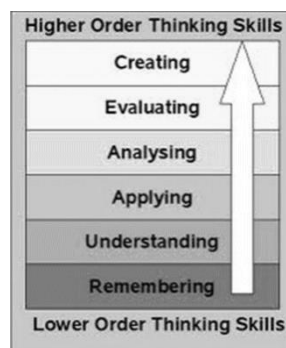 Higher Order Thinking Skills
Creating
Evaluating
Analysing
Applying
Understanding
Remembering
Lower Order Thinking Skills